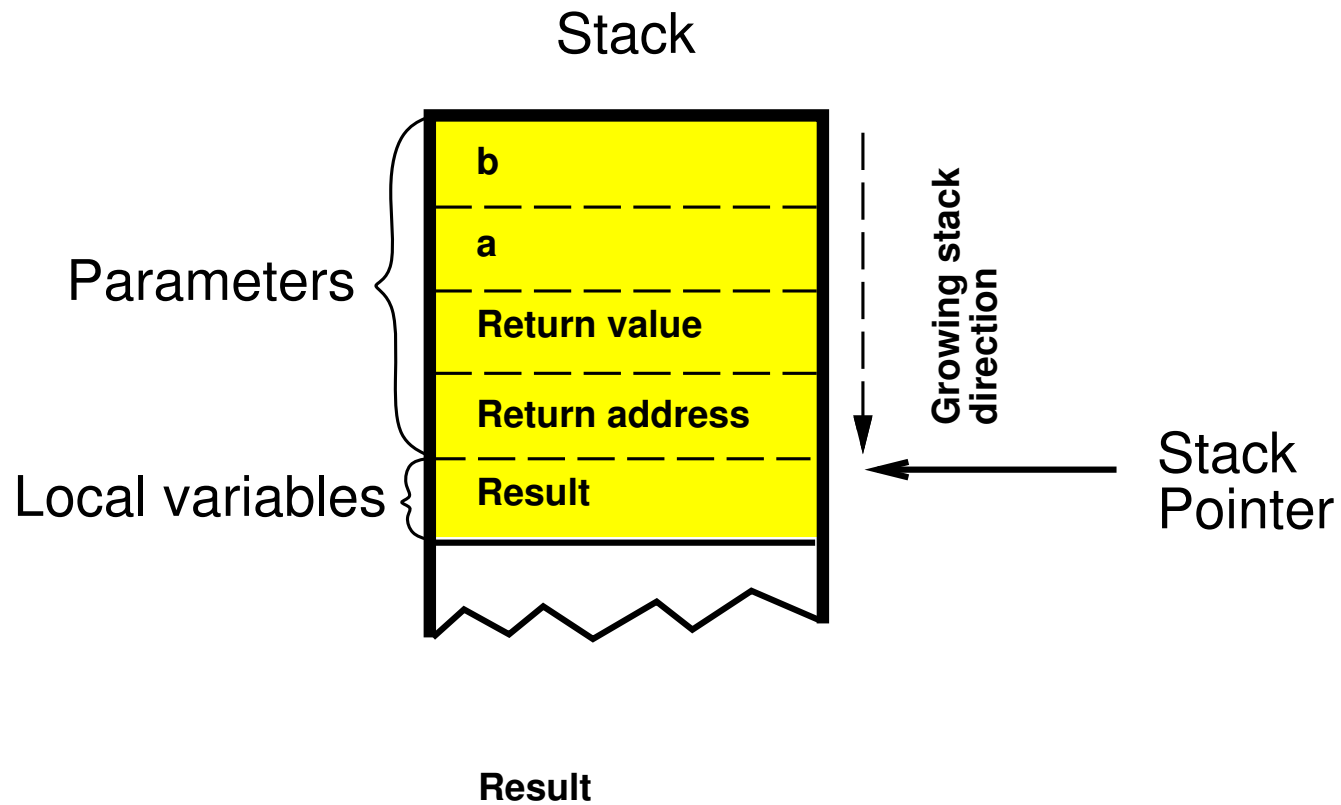 Stack
b
a
Parameters
Return value
Return address
Growing stack
direction
Stack
Pointer
Local variables
Result
Result